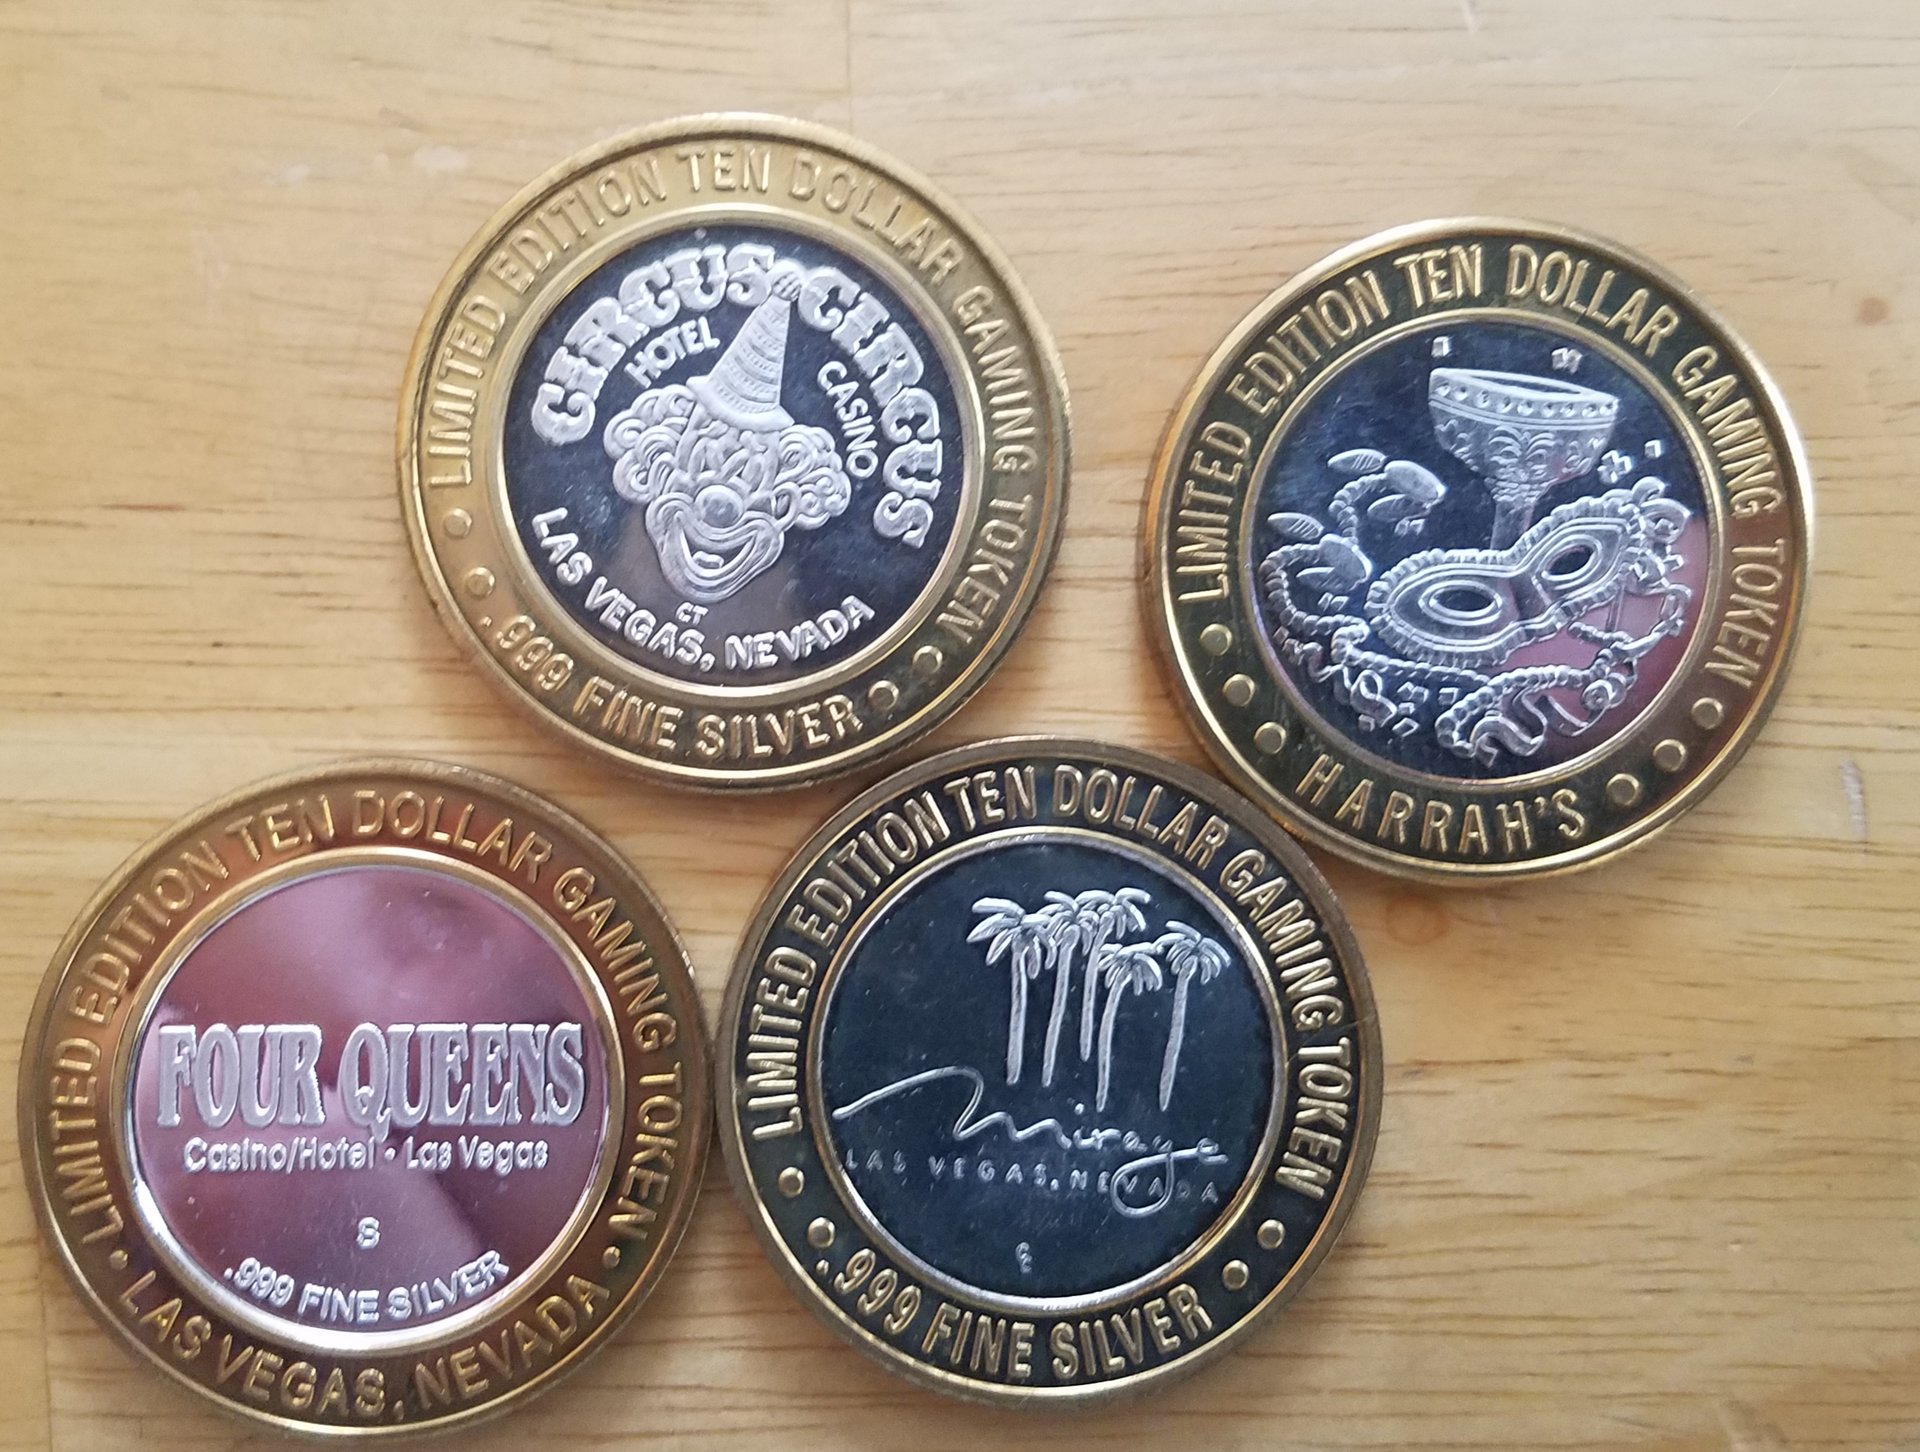 LIMITED EDITION TEN DOLLAR GAMING TOKEN
CIRCUS CIRCUS
HOTEL
CASINO
CT
LAS VEGAS, NEVADA
.999 FINE SILVER
LIMITED EDITION TEN DOLLAR GAMING TOKEN
HARRAH'S
LIMITED EDITION TEN DOLLAR GAMING TOKEN
FOUR QUEENS
Casino/Hotel • Las Vegas
S
.999 FINE SILVER
LAS VEGAS, NEVADA
LIMITED EDITION TEN DOLLAR GAMING TOKEN
Mirage
LAS VEGAS, NEVADA
.999 FINE SILVER